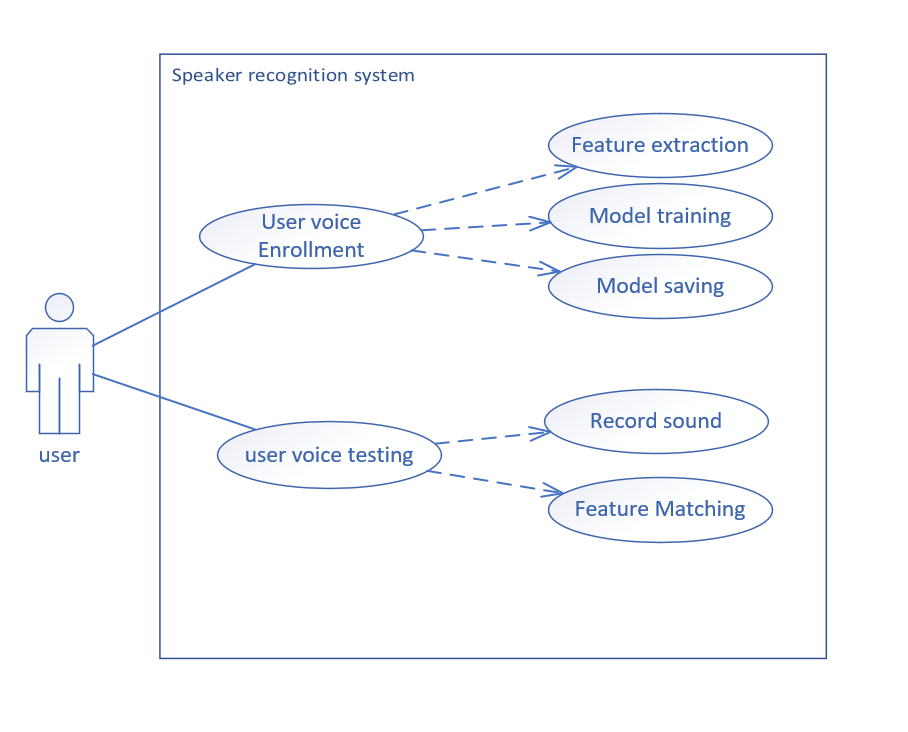 Speaker recognition system
Feature extraction
User voice
Enrollment
Model training
Model saving
user
user voice testing
Record sound
Feature Matching